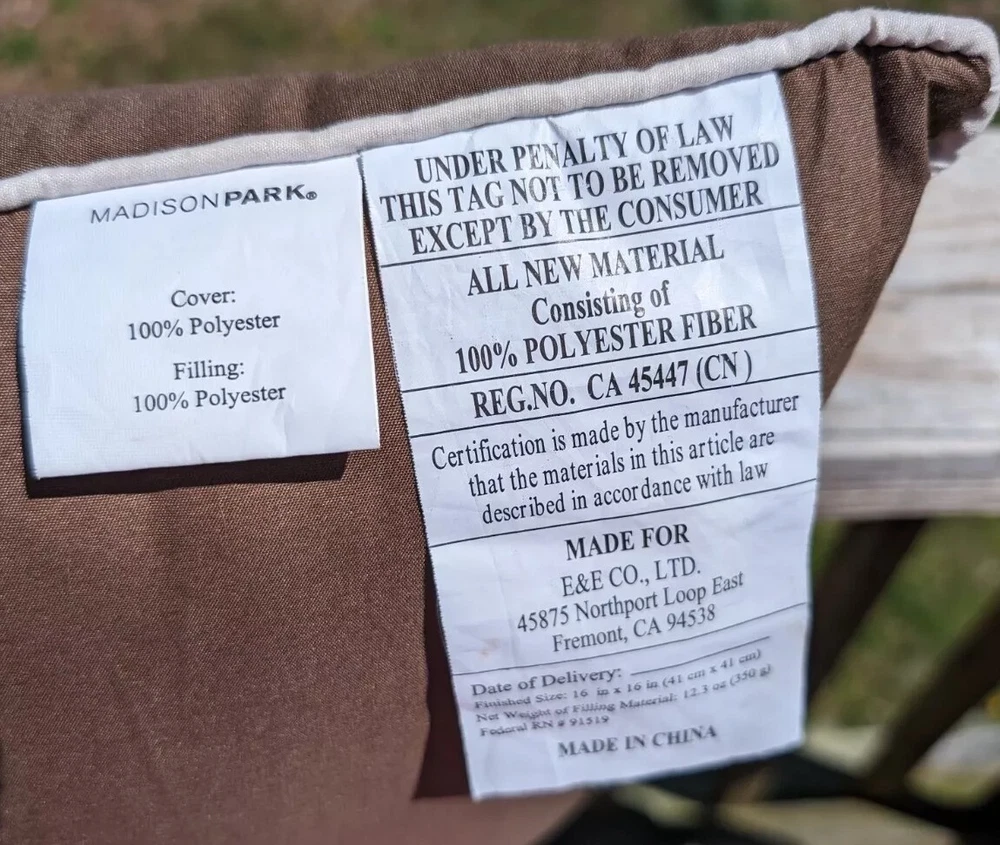 MADISONPARK®
Cover:
100% Polyester
Filling:
100% Polyester
UNDER PENALTY OF LAW
THIS TAG NOT TO BE REMOVED
EXCEPT BY THE CONSUMER
ALL NEW MATERIAL
Consisting of
100% POLYESTER FIBER
REG.NO. CA 45447 (CN)
Certification is made by the manufacturer
that the materials in this article are
described in accordance with law
MADE FOR
E&E CO., LTD.
45875 Northport Loop East
Fremont, CA 94538
Date of Delivery:
Finished Size: 16 in x 16 in (41 cm x 41 cm)
Net Weight of Filling Material: 12.3 oz (350 g)
Federal RN # 91519
MADE IN CHINA